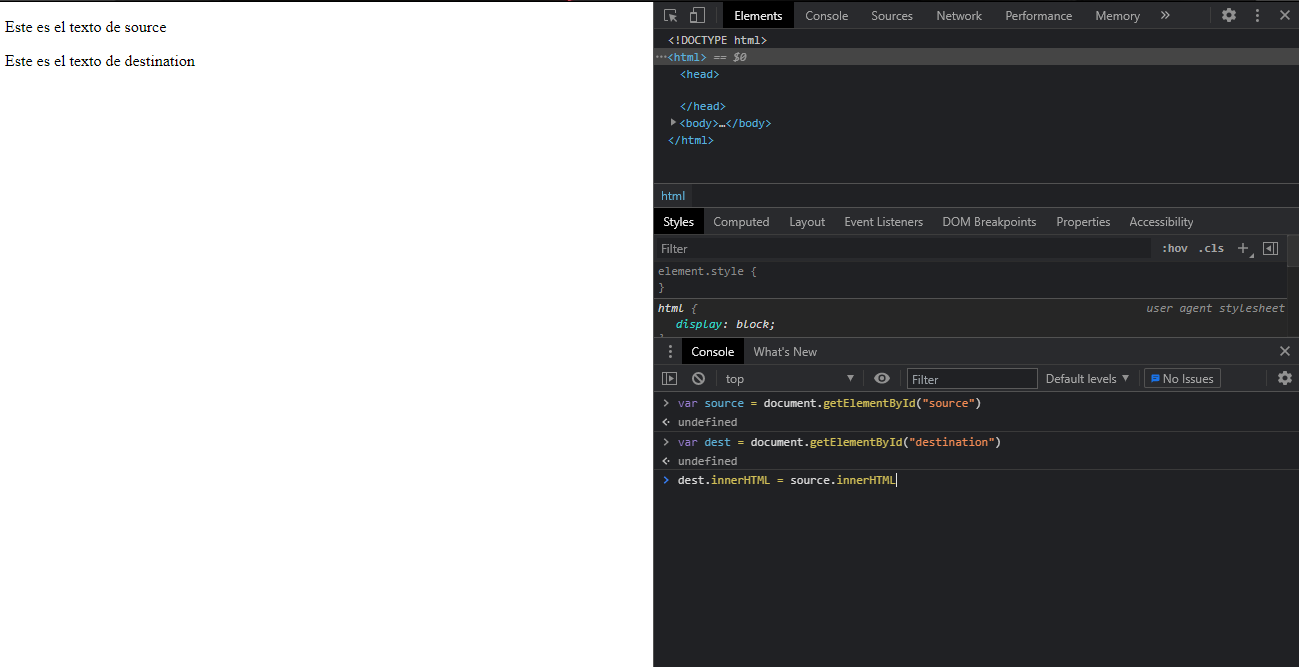 Este es el texto de source
Este es el texto de destination
Elements Console Sources Network Performance Memory »
<!DOCTYPE html>
···<html> == $0
<head>
</head>
<body>…</body>
</html>
html
Styles Computed Layout Event Listeners DOM Breakpoints Properties Accessibility
Filter :hov .cls +
element.style {
}
html { user agent stylesheet
display: block;
Console What's New
top Filter Default levels No Issues
> var source = document.getElementById("source")
undefined
> var dest = document.getElementById("destination")
undefined
> dest.innerHTML = source.innerHTML